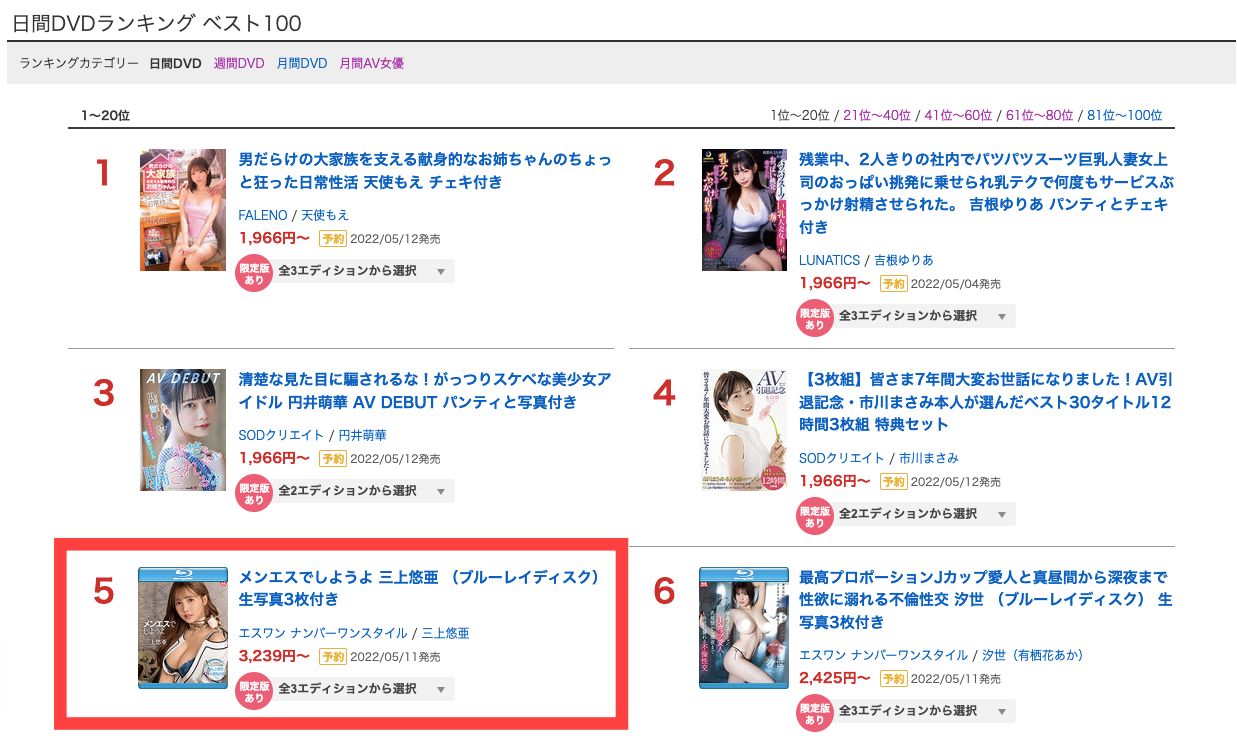 日間DVDランキング ベスト100
ランキングカテゴリー 日間DVD 週間DVD 月間DVD 月間AV女優
1〜20位
1位〜20位 / 21位〜40位 / 41位〜60位 / 61位〜80位 / 81位〜100位
1
男だらけの大家族を支える献身的なお姉ちゃんのちょっ
と狂った日常性活 天使もえ チェキ付き
FALENO / 天使もえ
1,966円〜 予約 2022/05/12発売
限定版
あり
全3エディションから選択
2
残業中、2人きりの社内でパツパツスーツ巨乳人妻女上
司のおっぱい挑発に乗せられ乳テクで何度もサービスぶ
っかけ射精させられた。 吉根ゆりあ パンティとチェキ
付き
LUNATICS / 吉根ゆりあ
1,966円〜 予約 2022/05/04発売
限定版
あり
全3エディションから選択
3
AV DEBUT
清楚な見た目に騙されるな！がっつりスケベな美少女ア
イドル 円井萌華 AV DEBUT パンティと写真付き
SODクリエイト / 円井萌華
1,966円〜 予約 2022/05/12発売
限定版
あり
全2エディションから選択
4
AV
引退記念
【3枚組】皆さま7年間大変お世話になりました！AV引
退記念・市川まさみ本人が選んだベスト30タイトル12
時間3枚組 特典セット
SODクリエイト / 市川まさみ
1,966円〜 予約 2022/05/12発売
限定版
あり
全2エディションから選択
5
メンエスで
しようよ
三上悠亜
メンエスでしようよ 三上悠亜 （ブルーレイディスク）
生写真3枚付き
エスワン ナンバーワンスタイル / 三上悠亜
3,239円〜 予約 2022/05/11発売
限定版
あり
全3エディションから選択
6
最高プロポーションJカップ愛人と真昼間から深夜まで
性欲に溺れる不倫性交 汐世 （ブルーレイディスク） 生
写真3枚付き
エスワン ナンバーワンスタイル / 汐世（有栖花あか）
2,425円〜 予約 2022/05/11発売
限定版
あり
全3エディションから選択